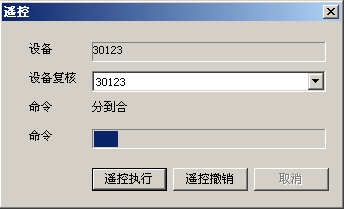 遥控
设备 30123
设备复核 30123
命令 分到合
命令
遥控执行 遥控撤销 取消